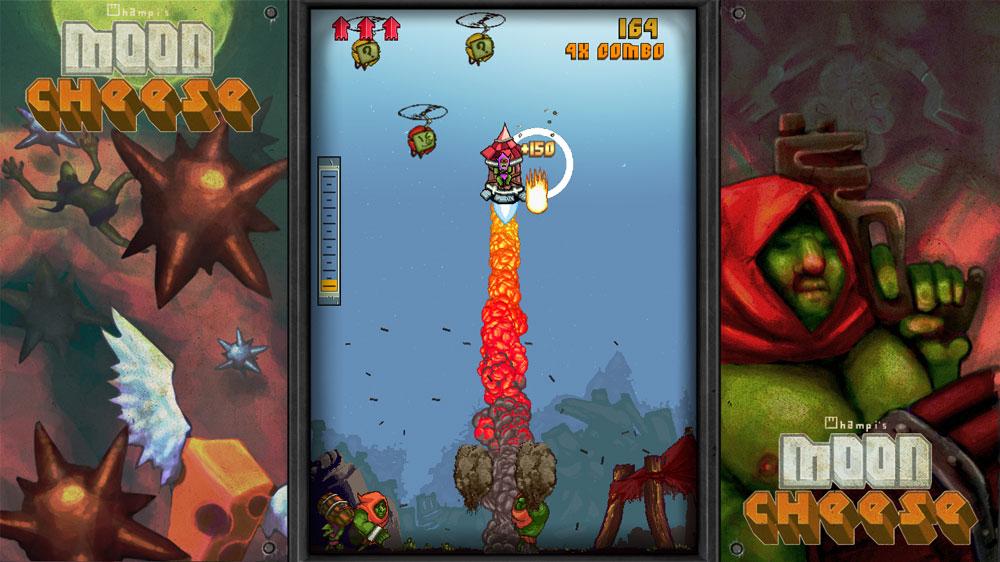 Whampi's
MOON
CHEESE
164
4X COMBO
?
?
+150
Whampi's
MOON
CHEESE